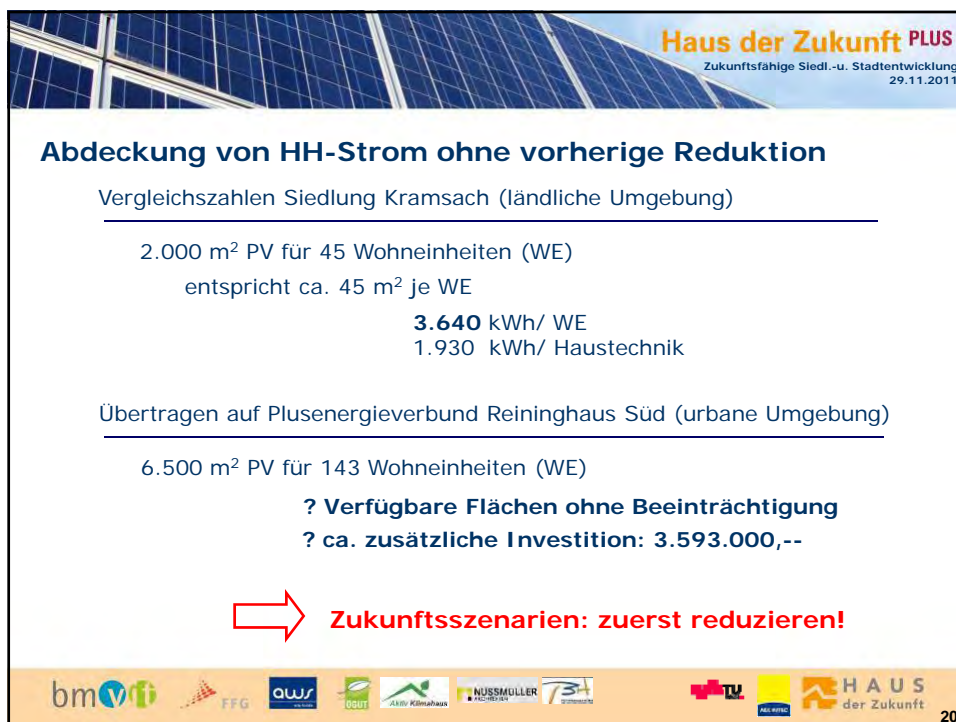 Haus der Zukunft PLUS
Zukunftsfähige Siedl.-u. Stadtentwicklung
29.11.2011
Abdeckung von HH-Strom ohne vorherige Reduktion
Vergleichszahlen Siedlung Kramsach (ländliche Umgebung)
2.000 m² PV für 45 Wohneinheiten (WE)
entspricht ca. 45 m² je WE
3.640 kWh/ WE
1.930 kWh/ Haustechnik
Übertragen auf Plusenergieverbund Reininghaus Süd (urbane Umgebung)
6.500 m² PV für 143 Wohneinheiten (WE)
? Verfügbare Flächen ohne Beeinträchtigung
? ca. zusätzliche Investition: 3.593.000,--
Zukunftsszenarien: zuerst reduzieren!
bmvit FFG aws ÖGUT Aktiv Klimahaus NUSSMÜLLER TU AEE INTEC HAUS
der Zukunft
20